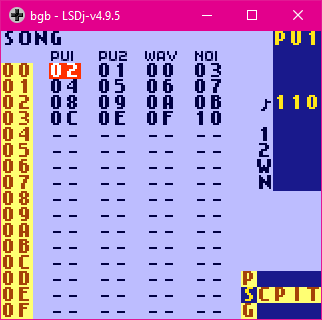 bgb - LSDj-v4.9.5
SONG PU1
PU1 PU2 WAV NOI
00 02 01 00 03
01 04 05 06 07
02 08 09 0A 0B ♪110
03 0C 0E 0F 10
04 -- -- -- -- 1
05 -- -- -- -- 2
06 -- -- -- -- W
07 -- -- -- -- N
08 -- -- -- --
09 -- -- -- --
0A -- -- -- --
0B -- -- -- --
0C -- -- -- --
0D -- -- -- -- P
0E -- -- -- -- SCPIT
0F -- -- -- -- G